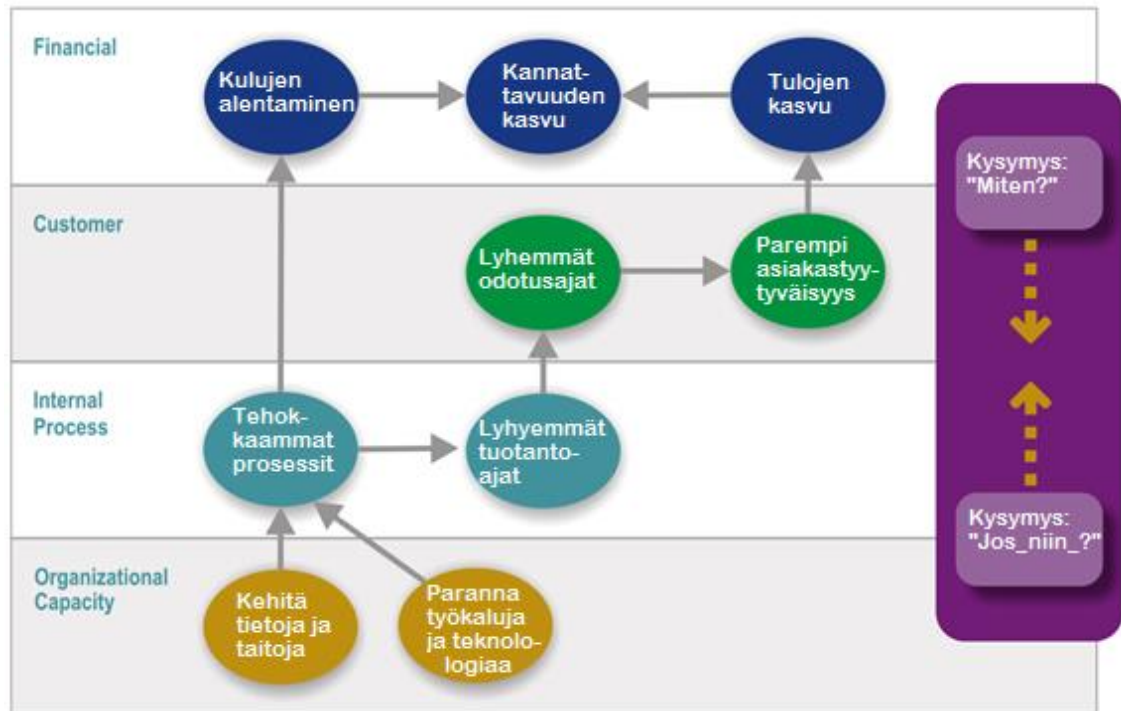 Financial
Kulujen
alentaminen
Kannat-
tavuuden
kasvu
Tulojen
kasvu
Kysymys:
"Miten?"
Customer
Lyhemmät
odotusajat
Parempi
asiakastyy-
tyväisyys
Internal
Process
Tehok-
kaammat
prosessit
Lyhyemmät
tuotanto-
ajat
Kysymys:
"Jos_niin_?"
Organizational
Capacity
Kehitä
tietoja ja
taitoja
Paranna
työkaluja
ja teknolo-
logiaa